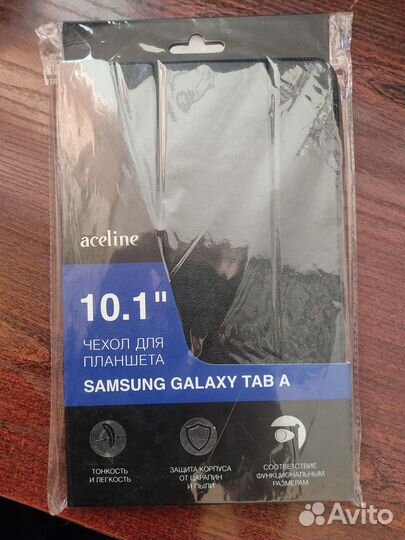 aceline
10.1"
ЧЕХОЛ ДЛЯ
ПЛАНШЕТА
SAMSUNG GALAXY TAB A
ТОНКОСТЬ
И ЛЕГКОСТЬ
ЗАЩИТА КОРПУСА
ОТ ЦАРАПИН
И ПЫЛИ
СООТВЕТСТВИЕ
ФУНКЦИОНАЛЬНЫМ
РАЗМЕРАМ
Avito